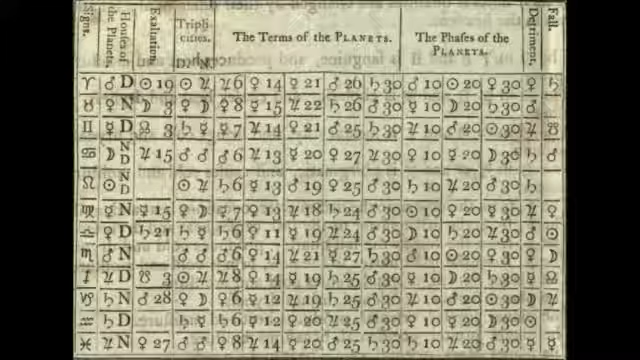 Signs. Houses of the Planets. Exaltation. Tripli cities. D. N. The Terms of the PLANETS. The Phases of the PLANETS. Detriment. Fall.
♈ ♂ D ☉ 19 ☉ ♃ ♃ 6 ♀ 14 ☿ 21 ♂ 26 ♄ 30 ♂ 10 ☉ 20 ♀ 30 ♀ ♄
♉ ♀ N ☽ 3 ♀ ☽ ♀ 8 ☿ 15 ♃ 22 ♄ 26 ♂ 30 ☿ 10 ☽ 20 ♄ 30 ♂
♊ ☿ D ☊ 3 ♄ ☿ ☿ 7 ♃ 14 ♀ 21 ♄ 25 ♂ 30 ♃ 10 ♂ 20 ☉ 30 ♃ ☋
♋ ☽ N D ♃ 15 ♂ ♂ ♂ 6 ♃ 13 ☿ 20 ♀ 27 ♄ 30 ♀ 10 ☿ 20 ☽ 30 ♄ ♂
♌ ☉ N D ☉ ♃ ♄ 6 ☿ 13 ♂ 19 ♀ 25 ♃ 30 ♄ 10 ♃ 20 ♂ 30 ♄
♍ ☿ N ☿ 15 ♀ ☽ ☿ 7 ♀ 13 ♃ 18 ♄ 24 ♂ 30 ☉ 10 ♀ 20 ☿ 30 ♃ ♀
♎ ♀ D ♄ 21 ♄ ☿ ♄ 6 ♀ 11 ☿ 19 ♃ 24 ♂ 30 ☽ 10 ♄ 20 ♃ 30 ♂ ☉
♏ ♂ N ♂ ♂ ♂ 6 ♀ 14 ♃ 21 ☿ 27 ♄ 30 ♂ 10 ☉ 20 ♀ 30 ♀ ☽
♐ ♃ D ☋ 3 ☉ ♃ ♃ 8 ♀ 14 ☿ 19 ♄ 25 ♂ 30 ☿ 10 ☽ 20 ♄ 30 ☿ ☊
♑ ♄ N ♂ 28 ♀ ☽ ♀ 6 ☿ 12 ♃ 19 ♄ 25 ♂ 30 ♃ 10 ♂ 20 ☉ 30 ☽ ♃
♒ ♄ D ♄ ☿ ♄ 6 ☿ 12 ♀ 20 ♃ 25 ♂ 30 ♀ 10 ☿ 20 ☽ 30 ☉
♓ ♃ N ♀ 27 ♂ ♂ ♀ 8 ♃ 14 ☿ 20 ♂ 25 ♄ 30 ♄ 10 ♃ 20 ♂ 30 ☿ ☿